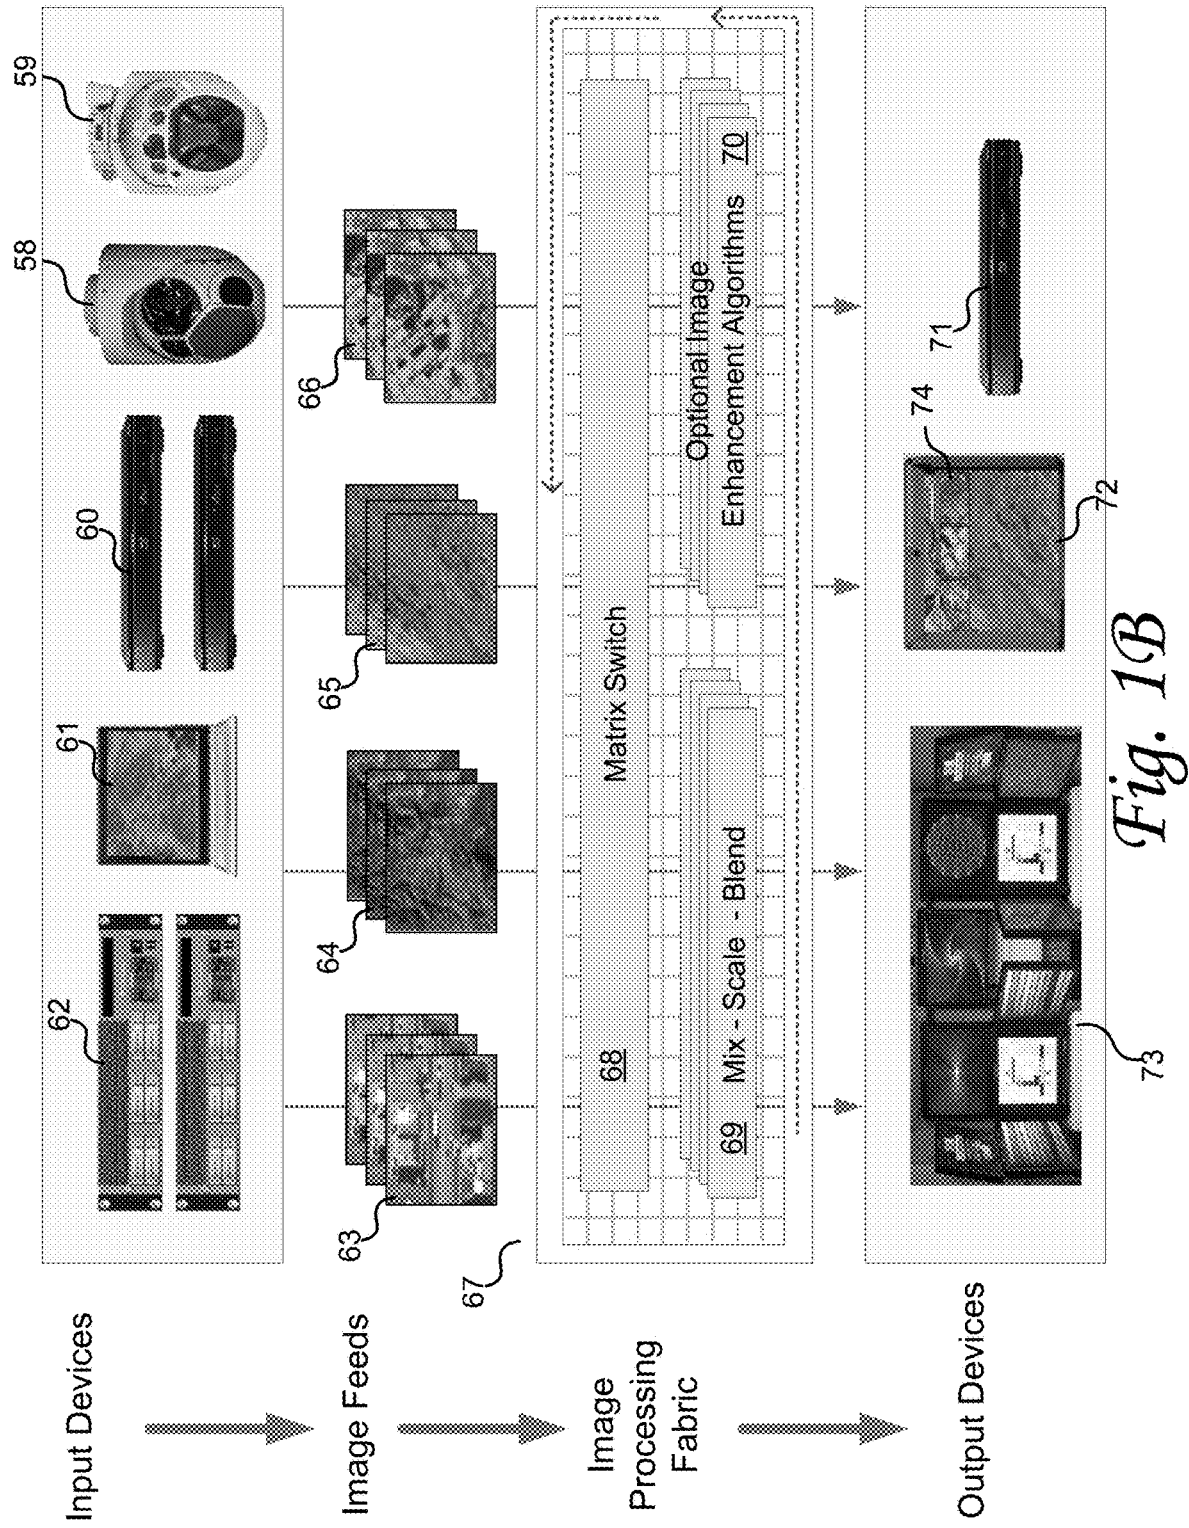 Input Devices
62
61
60
58
59
Image Feeds
63
64
65
66
67
Image
Processing
Fabric
68
Matrix Switch
69
Mix - Scale - Blend
Optional Image
Enhancement Algorithms
70
Output Devices
73
72
74
71
Fig. 1B